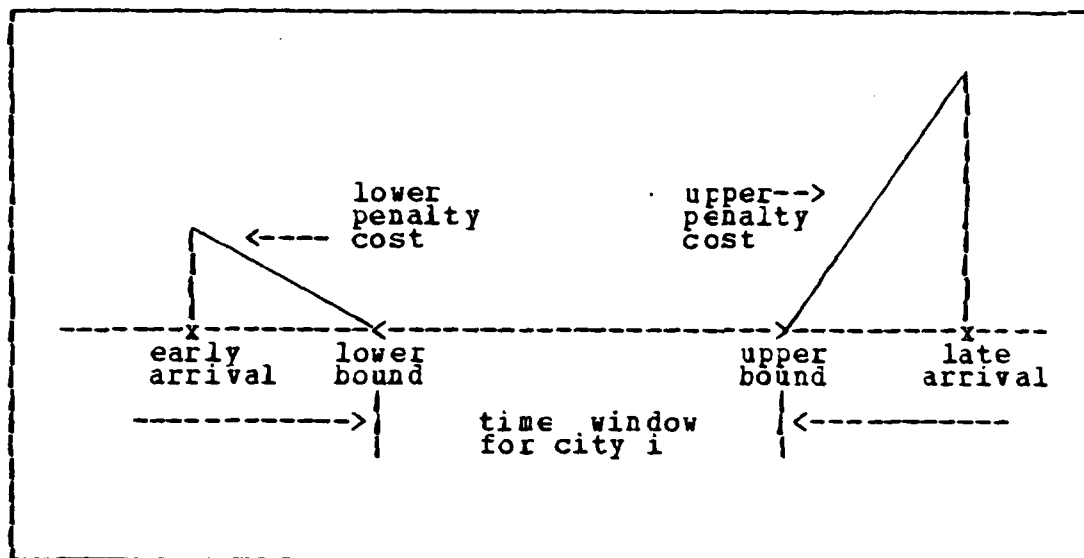 lower
penalty
cost
<----
upper-->
penalty
cost
early
arrival
lower
bound
upper
bound
late
arrival
time window
for city i